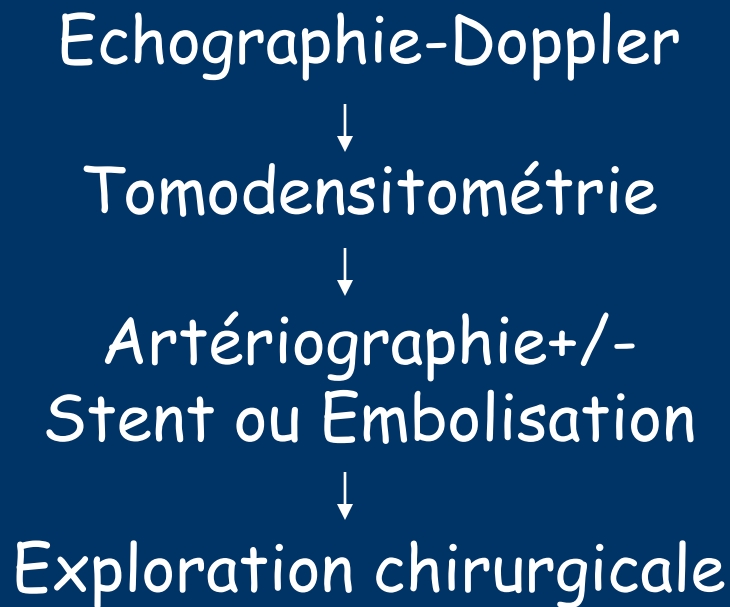 Echographie-Doppler
Tomodensitométrie
Artériographie+/-
Stent ou Embolisation
Exploration chirurgicale